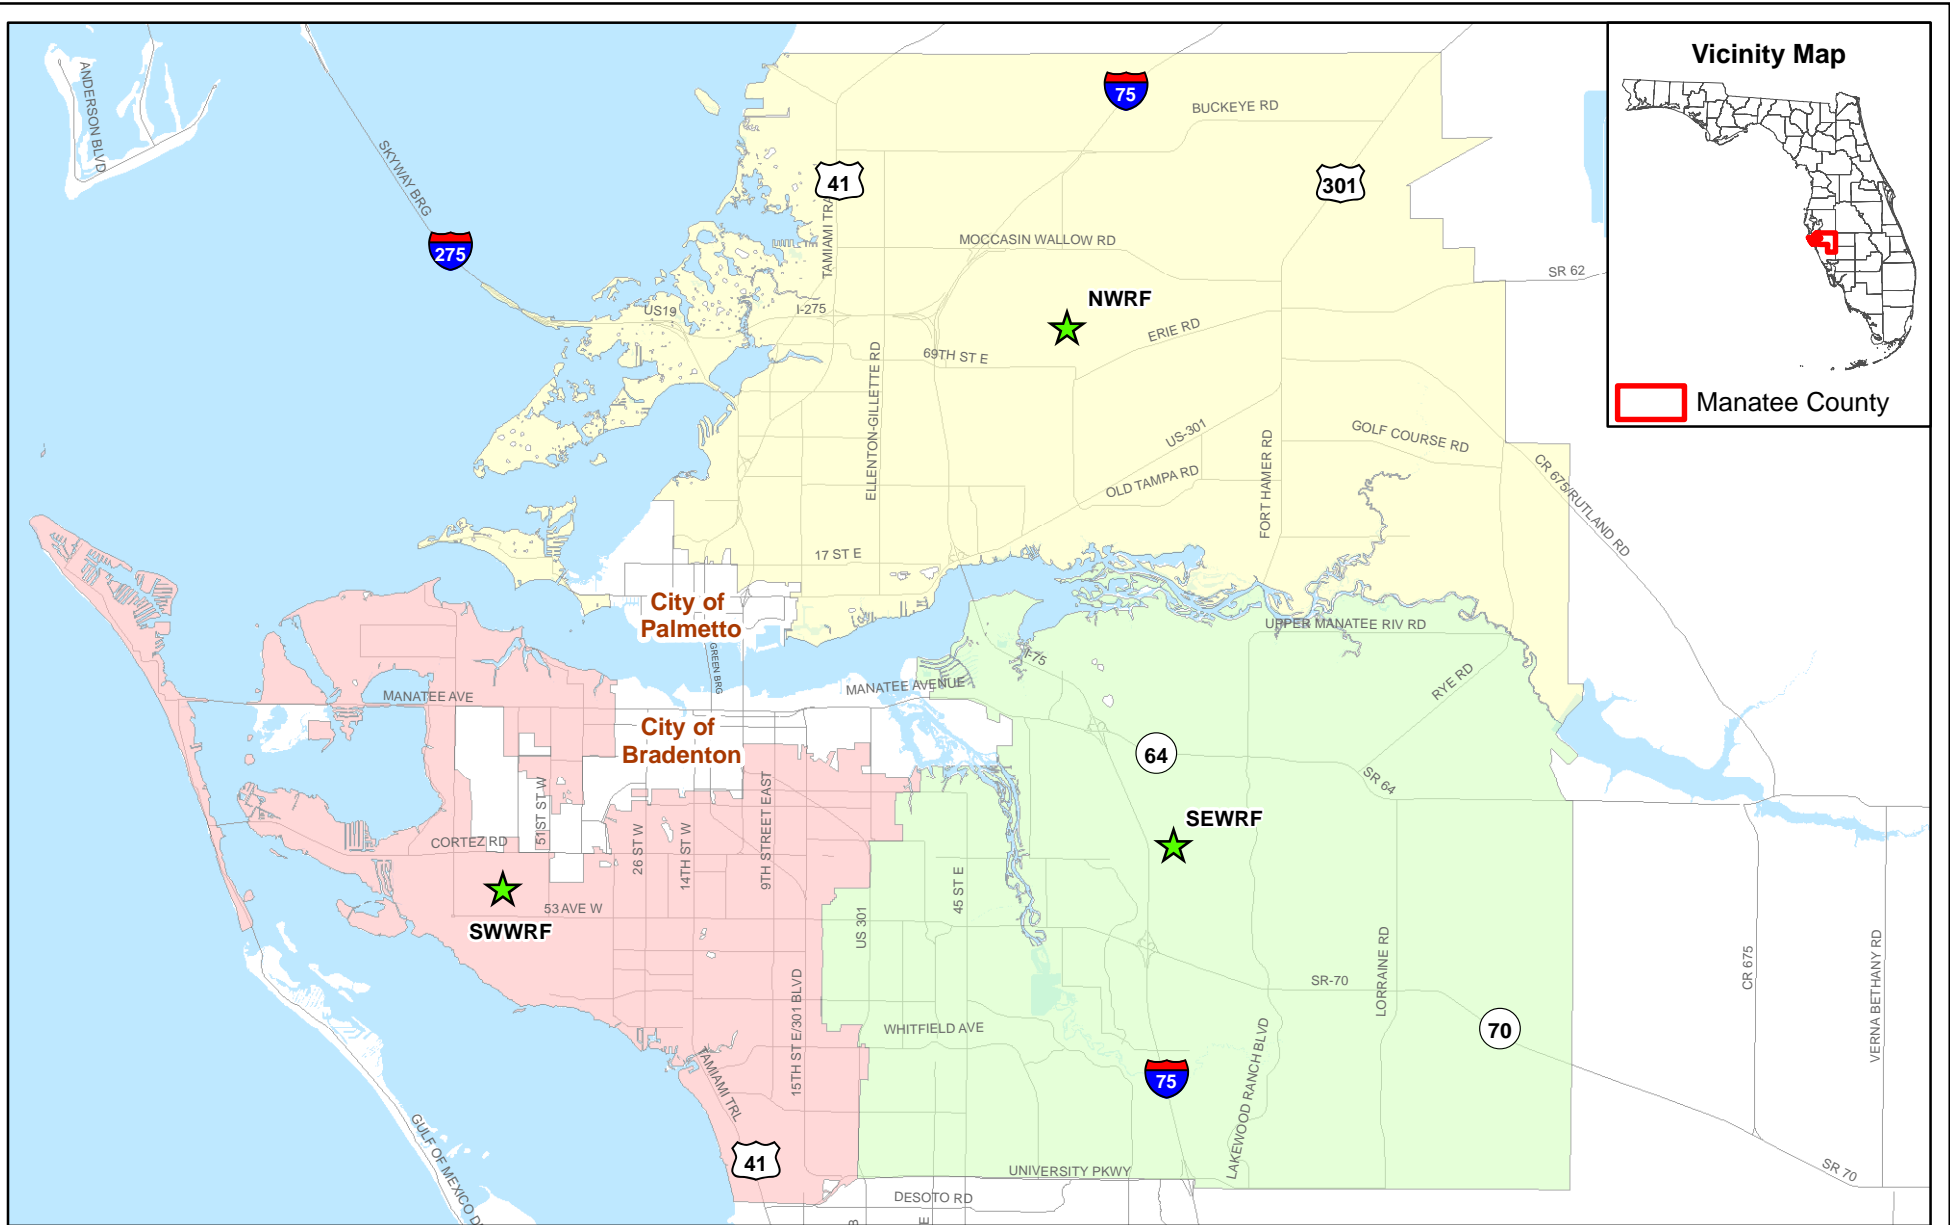 Vicinity Map
Manatee County
ANDERSON BLVD
SKYWAY BRG
275
75
BUCKEYE RD
41
301
TAMIAMI TRA
MOCCASIN WALLOW RD
SR 62
NWRF
US19
I-275
ERIE RD
69TH ST E
ELLENTON-GILLETTE RD
US-301
GOLF COURSE RD
FORT HAMER RD
OLD TAMPA RD
CR 675/RUTLAND RD
17 ST E
City of
Palmetto
GREEN BRG
UPPER MANATEE RIV RD
I-75
RYE RD
MANATEE AVE
MANATEE AVENUE
City of
Bradenton
64
SR 64
51ST ST W
CORTEZ RD
26 ST W
14TH ST W
9TH STREET EAST
SEWRF
45 ST E
US 301
53 AVE W
SWWRF
SR-70
LORRAINE RD
CR 675
VERNA BETHANY RD
15TH ST E/301 BLVD
WHITFIELD AVE
70
LAKEWOOD RANCH BLVD
75
TAMIAMI TRL
41
GULF OF MEXICO D
UNIVERSITY PKWY
DESOTO RD
SR 70
B
E